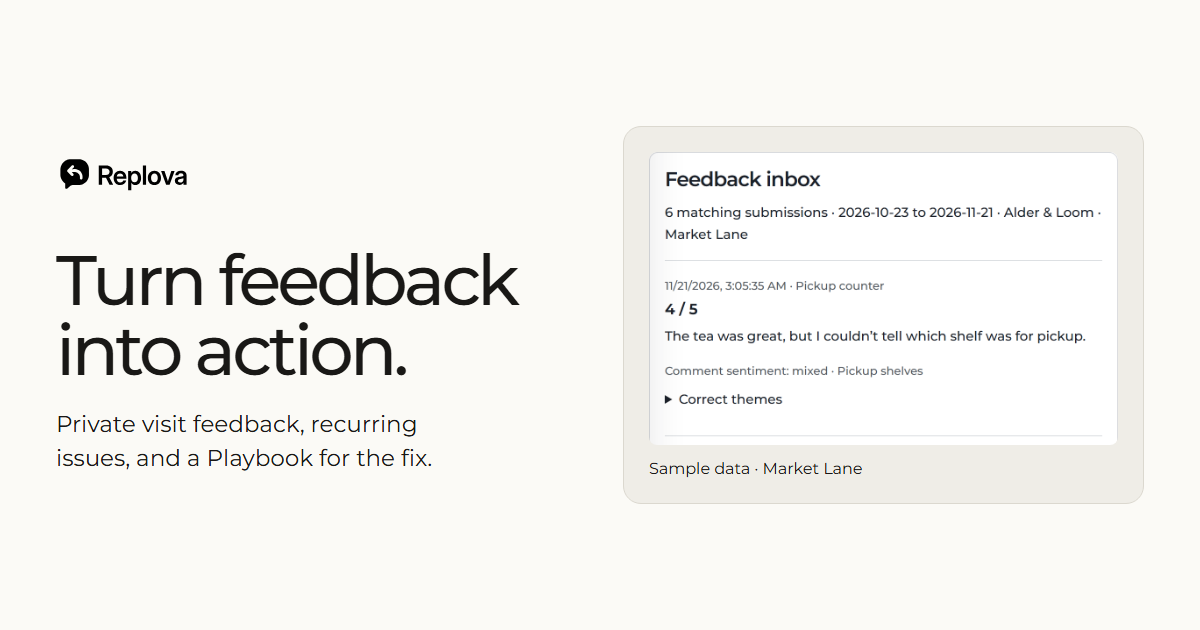 Replova
Turn feedback
into action.
Private visit feedback, recurring
issues, and a Playbook for the fix.
Feedback inbox
6 matching submissions · 2026-10-23 to 2026-11-21 · Alder & Loom ·
Market Lane
11/21/2026, 3:05:35 AM · Pickup counter
4 / 5
The tea was great, but I couldn’t tell which shelf was for pickup.
Comment sentiment: mixed · Pickup shelves
Correct themes
Sample data · Market Lane